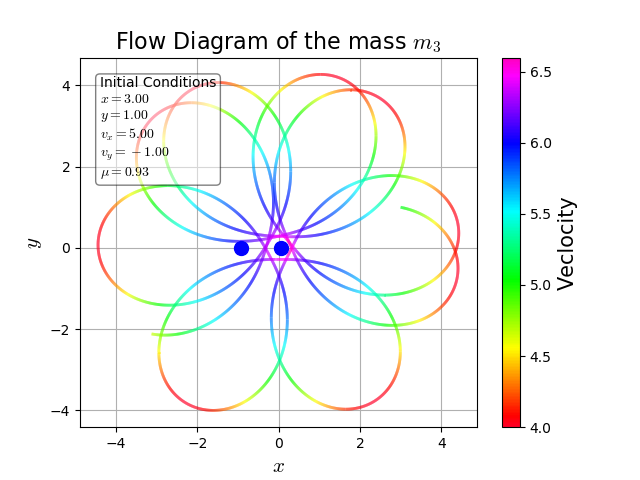 Flow Diagram of the mass m₃
Initial Conditions
x = 3.00
y = 1.00
vₓ = 5.00
v_y = −1.00
μ = 0.93
4
2
0
−2
−4
y
−4 −2 0 2 4
x
6.5
6.0
5.5
5.0
4.5
4.0
Veclocity